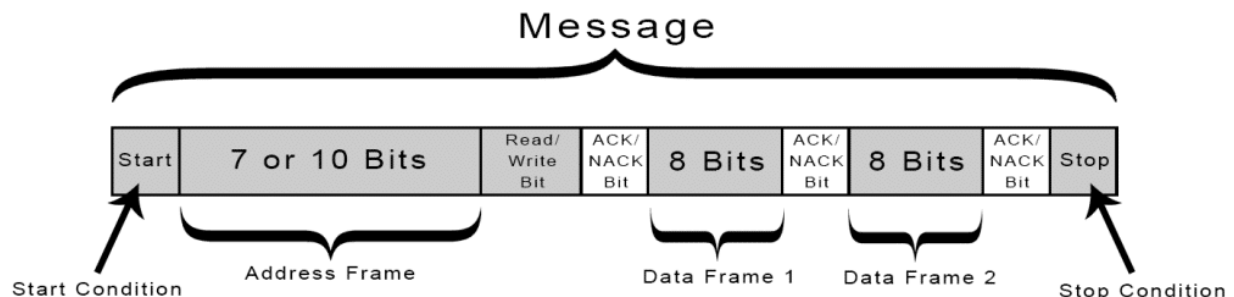 Message
Start
7 or 10 Bits
Read/
Write
Bit
ACK/
NACK
Bit
8 Bits
ACK/
NACK
Bit
8 Bits
ACK/
NACK
Bit
Stop
Start Condition
Address Frame
Data Frame 1
Data Frame 2
Stop Condition